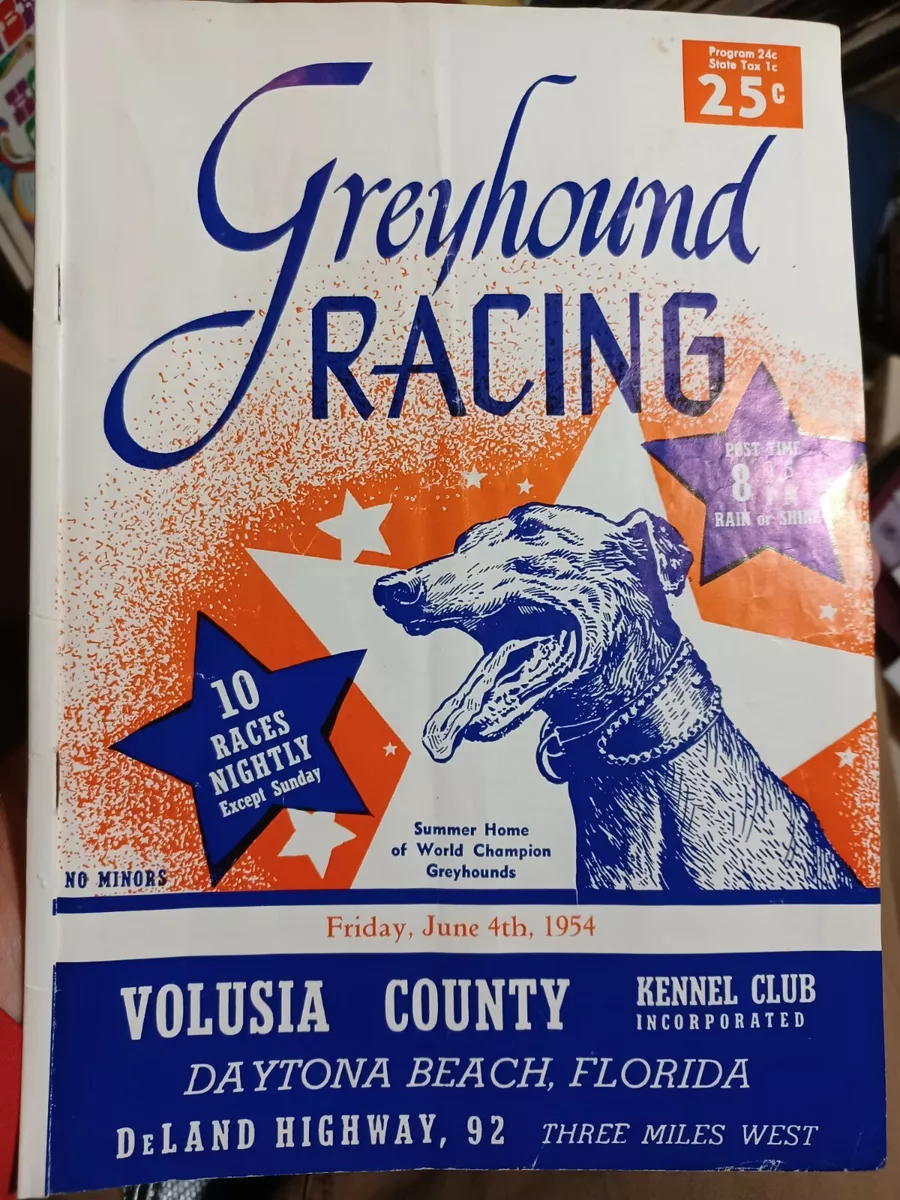 Program 24c
State Tax 1c
25c
Greyhound
RACING
POST TIME
8
RAIN or SHINE
10
RACES
NIGHTLY
Except Sunday
Summer Home
of World Champion
Greyhounds
NO MINORS
Friday, June 4th, 1954
VOLUSIA COUNTY KENNEL CLUB
INCORPORATED
DAYTONA BEACH, FLORIDA
DeLAND HIGHWAY, 92 THREE MILES WEST